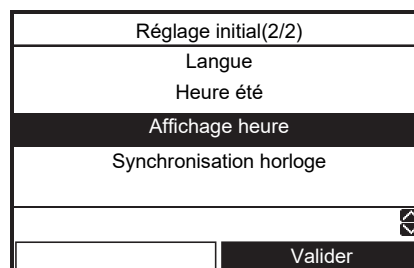 Réglage initial(2/2)
Langue
Heure été
Affichage heure
Synchronisation horloge
Valider